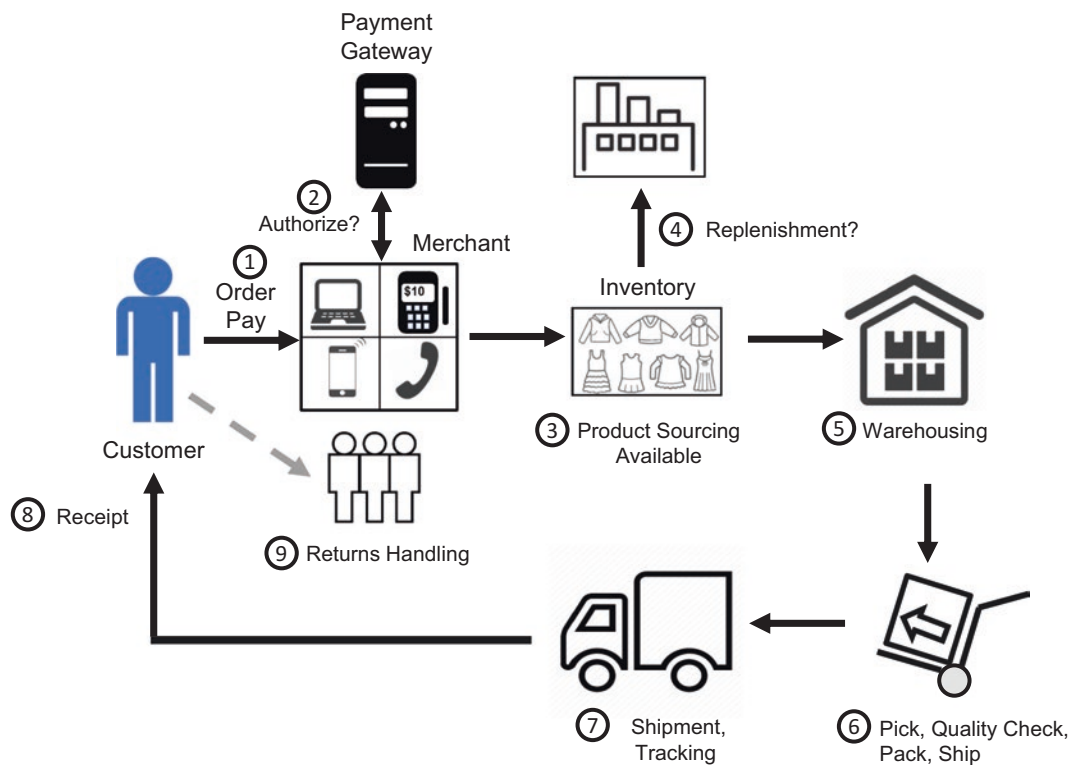 Payment
Gateway
2
Authorize?
Merchant
1
Order
Pay
$10
4 Replenishment?
Inventory
3 Product Sourcing
Available
5 Warehousing
Customer
8 Receipt
9 Returns Handling
7 Shipment,
Tracking
6 Pick, Quality Check,
Pack, Ship